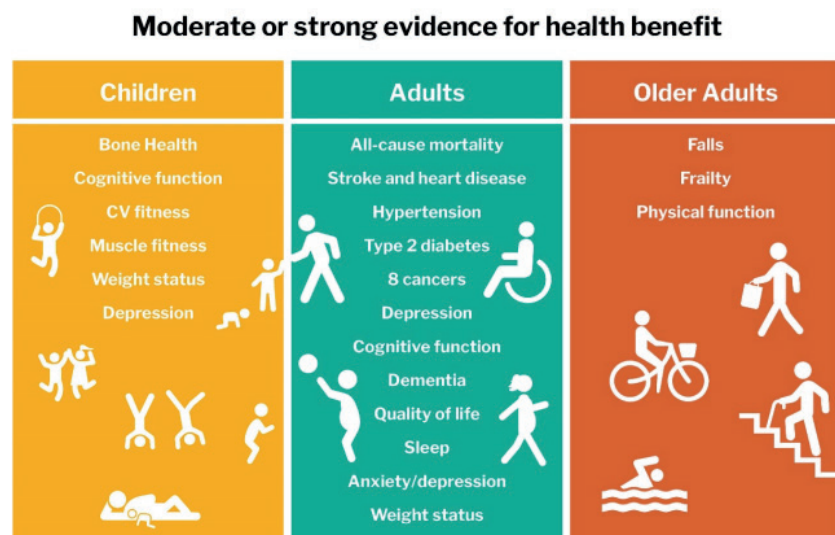 Moderate or strong evidence for health benefit
Children
Bone Health
Cognitive function
CV fitness
Muscle fitness
Weight status
Depression
Adults
All-cause mortality
Stroke and heart disease
Hypertension
Type 2 diabetes
8 cancers
Depression
Cognitive function
Dementia
Quality of life
Sleep
Anxiety/depression
Weight status
Older Adults
Falls
Frailty
Physical function